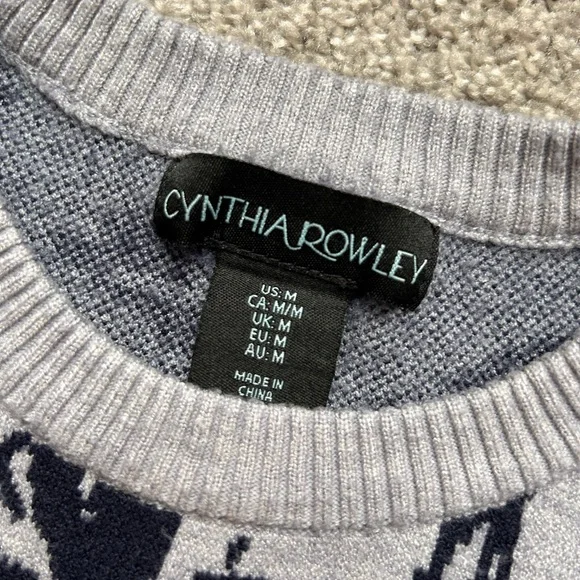 CYNTHIA ROWLEY
US: M
CA: M/M
UK: M
EU: M
AU: M
MADE IN
CHINA